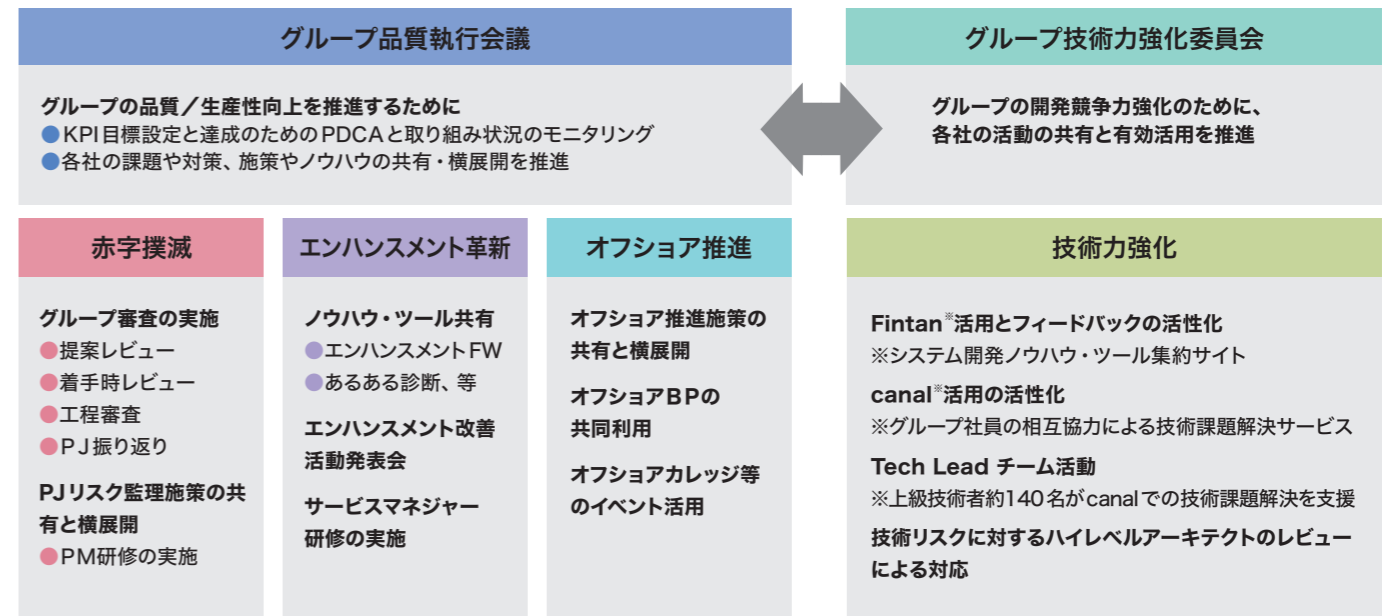 グループ品質執行会議
グループの品質／生産性向上を推進するために
●KPI目標設定と達成のためのPDCAと取り組み状況のモニタリング
●各社の課題や対策、施策やノウハウの共有・横展開を推進
グループ技術力強化委員会
グループの開発競争力強化のために、
各社の活動の共有と有効活用を推進
赤字撲滅
グループ審査の実施
●提案レビュー
●着手時レビュー
●工程審査
●PJ振り返り
PJリスク監理施策の共
有と横展開
●PM研修の実施
エンハンスメント革新
ノウハウ・ツール共有
●エンハンスメントFW
●あるある診断、等
エンハンスメント改善
活動発表会
サービスマネジャー
研修の実施
オフショア推進
オフショア推進施策の
共有と横展開
オフショアBPの
共同利用
オフショアカレッジ等
のイベント活用
技術力強化
Fintan※活用とフィードバックの活性化
※システム開発ノウハウ・ツール集約サイト
canal※活用の活性化
※グループ社員の相互協力による技術課題解決サービス
Tech Lead チーム活動
※上級技術者約140名がcanalでの技術課題解決を支援
技術リスクに対するハイレベルアーキテクトのレビュー
による対応